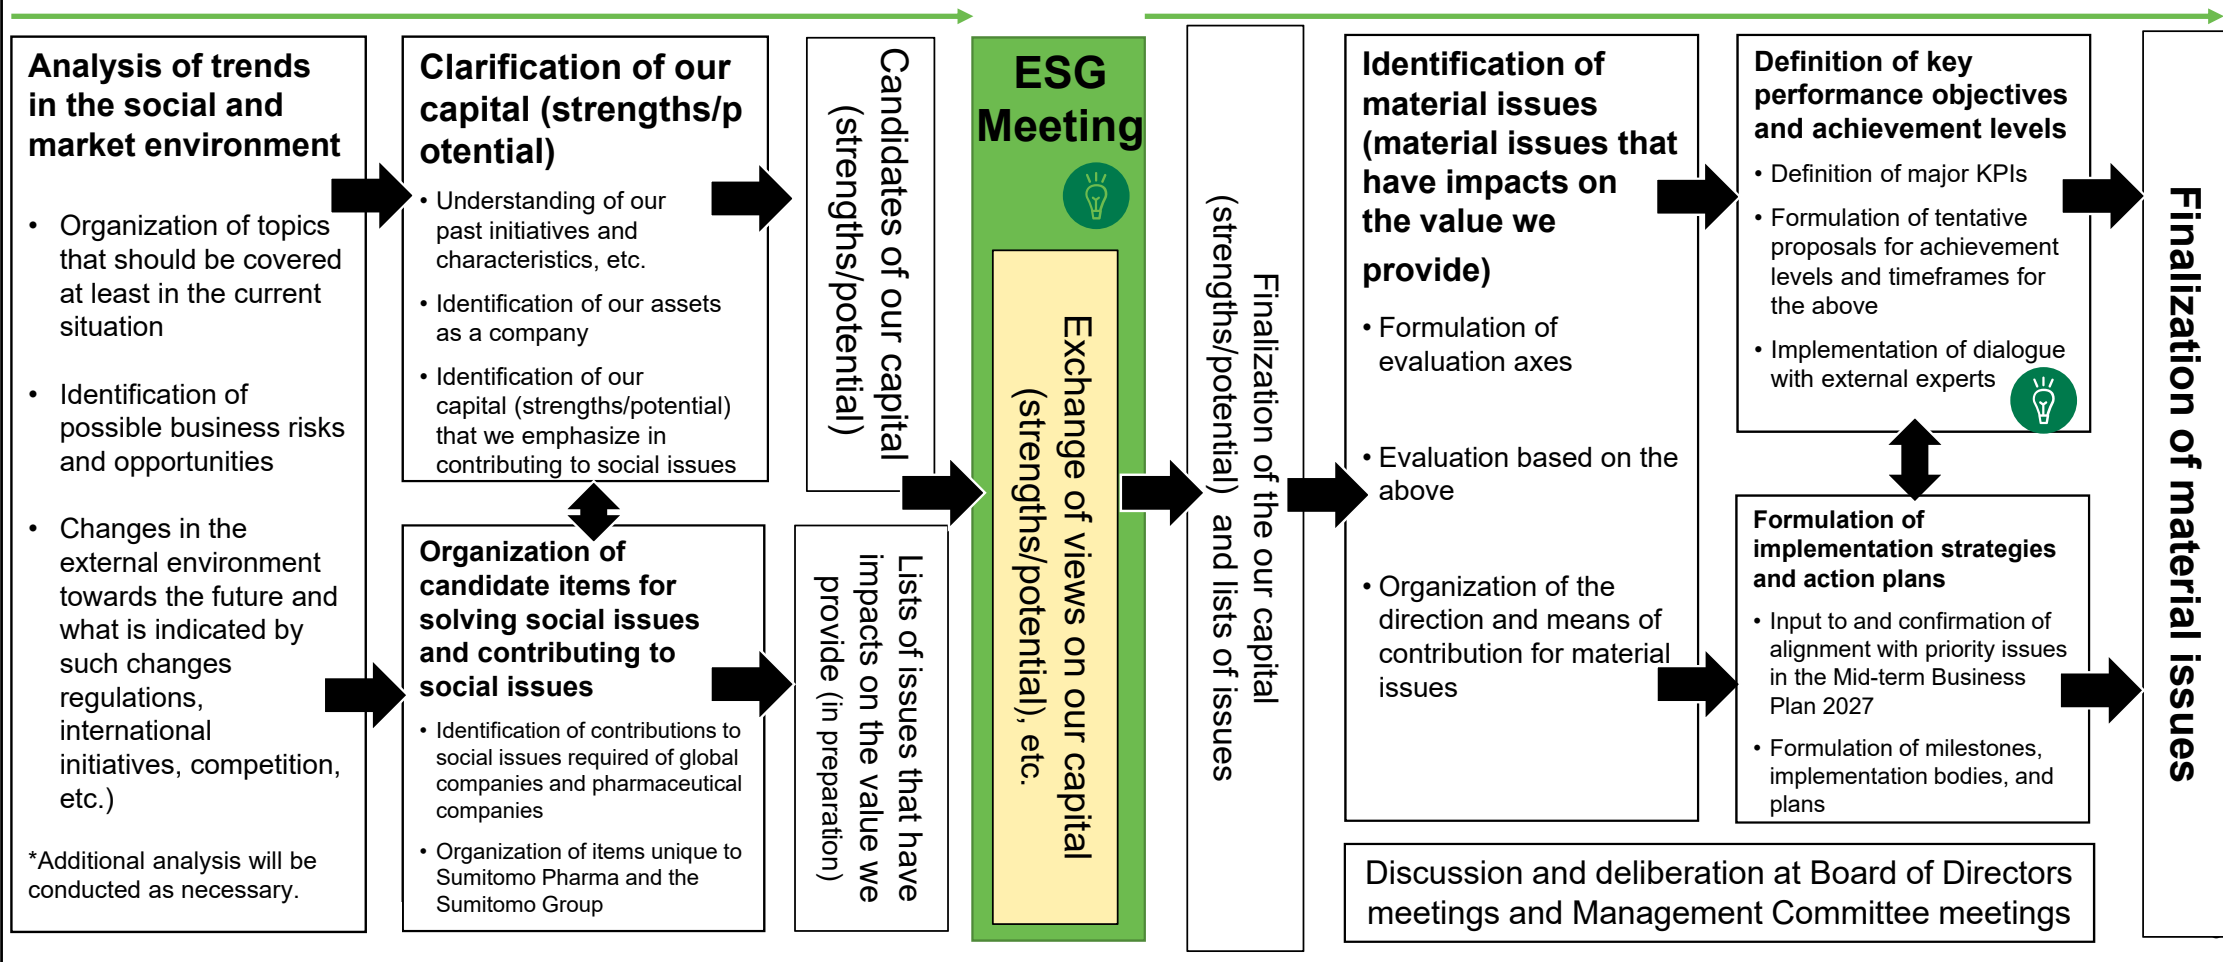 Analysis of trends
in the social and
market environment
• Organization of topics
that should be covered
at least in the current
situation
• Identification of
possible business risks
and opportunities
• Changes in the
external environment
towards the future and
what is indicated by
such changes
regulations,
international
initiatives, competition,
etc.)
*Additional analysis will be
conducted as necessary.
Clarification of our
capital (strengths/p
otential)
• Understanding of our
past initiatives and
characteristics, etc.
• Identification of our assets
as a company
• Identification of our
capital (strengths/potential)
that we emphasize in
contributing to social issues
Organization of
candidate items for
solving social issues
and contributing to
social issues
• Identification of contributions to
social issues required of global
companies and pharmaceutical
companies
• Organization of items unique to
Sumitomo Pharma and the
Sumitomo Group
Candidates of our capital
(strengths/potential)
Lists of issues that have
impacts on the value we
provide (in preparation)
ESG
Meeting
Exchange of views on our capital
(strengths/potential), etc.
Finalization of the our capital
(strengths/potential) and lists of issues
Identification of
material issues
(material issues that
have impacts on
the value we
provide)
• Formulation of
evaluation axes
• Evaluation based on the
above
• Organization of the
direction and means of
contribution for material
issues
Definition of key
performance objectives
and achievement levels
• Definition of major KPIs
• Formulation of tentative
proposals for achievement
levels and timeframes for
the above
• Implementation of dialogue
with external experts
Formulation of
implementation strategies
and action plans
• Input to and confirmation of
alignment with priority issues
in the Mid-term Business
Plan 2027
• Formulation of milestones,
implementation bodies, and
plans
Discussion and deliberation at Board of Directors
meetings and Management Committee meetings
Finalization of material issues